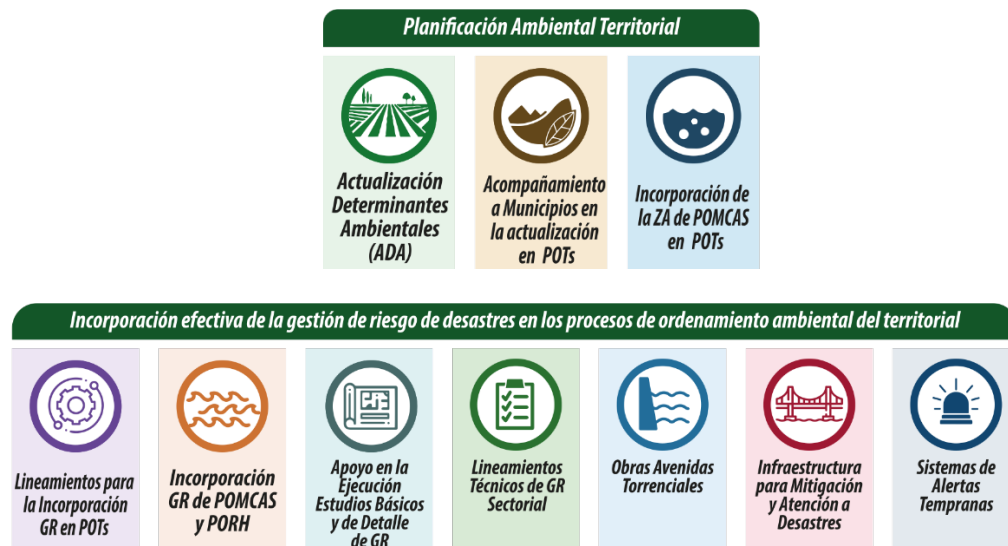 Planificación Ambiental Territorial
Actualización
Determinantes
Ambientales
(ADA)
Acompañamiento
a Municipios en
la actualización
en POTs
Incorporación de
la ZA de POMCAS
en POTs
Incorporación efectiva de la gestión de riesgo de desastres en los procesos de ordenamiento ambiental del territorial
Lineamientos para
la Incorporación
GR en POTs
Incorporación
GR de POMCAS
y PORH
Apoyo en la
Ejecución
Estudios Básicos
y de Detalle
de GR
Lineamientos
Técnicos de GR
Sectorial
Obras Avenidas
Torrenciales
Infraestructura
para Mitigación
y Atención a
Desastres
Sistemas de
Alertas
Tempranas